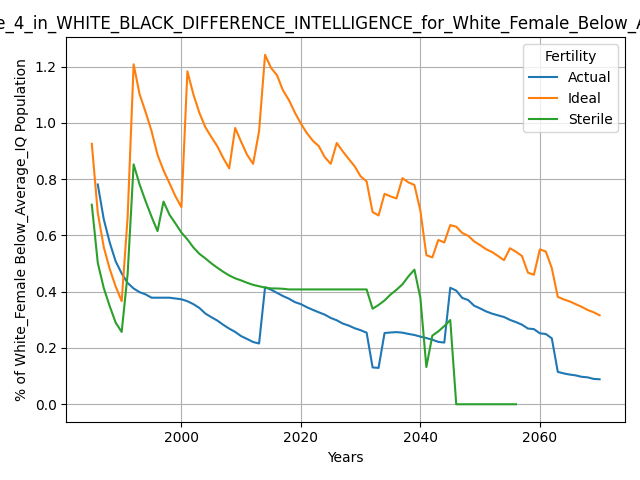 e_4_in_WHITE_BLACK_DIFFERENCE_INTELLIGENCE_for_White_Female_Below_A
% of White_Female Below_Average_IQ Population
1.2
1.0
0.8
0.6
0.4
0.2
0.0
Fertility
Actual
Ideal
Sterile
2000
2020
2040
2060
Years